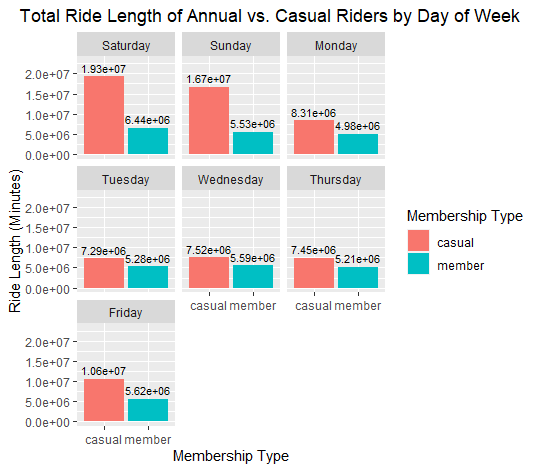 Total Ride Length of Annual vs. Casual Riders by Day of Week
Saturday
Sunday
Monday
2.0e+07
1.5e+07
1.0e+07
5.0e+06
0.0e+00
1.93e+07
6.44e+06
1.67e+07
5.53e+06
8.31e+06
4.98e+06
Tuesday
Wednesday
Thursday
2.0e+07
1.5e+07
1.0e+07
5.0e+06
0.0e+00
7.29e+06
5.28e+06
7.52e+06
5.59e+06
7.45e+06
5.21e+06
casual member
casual member
Friday
2.0e+07
1.5e+07
1.0e+07
5.0e+06
0.0e+00
1.06e+07
5.62e+06
casual member
Ride Length (Minutes)
Membership Type
Membership Type
casual
member